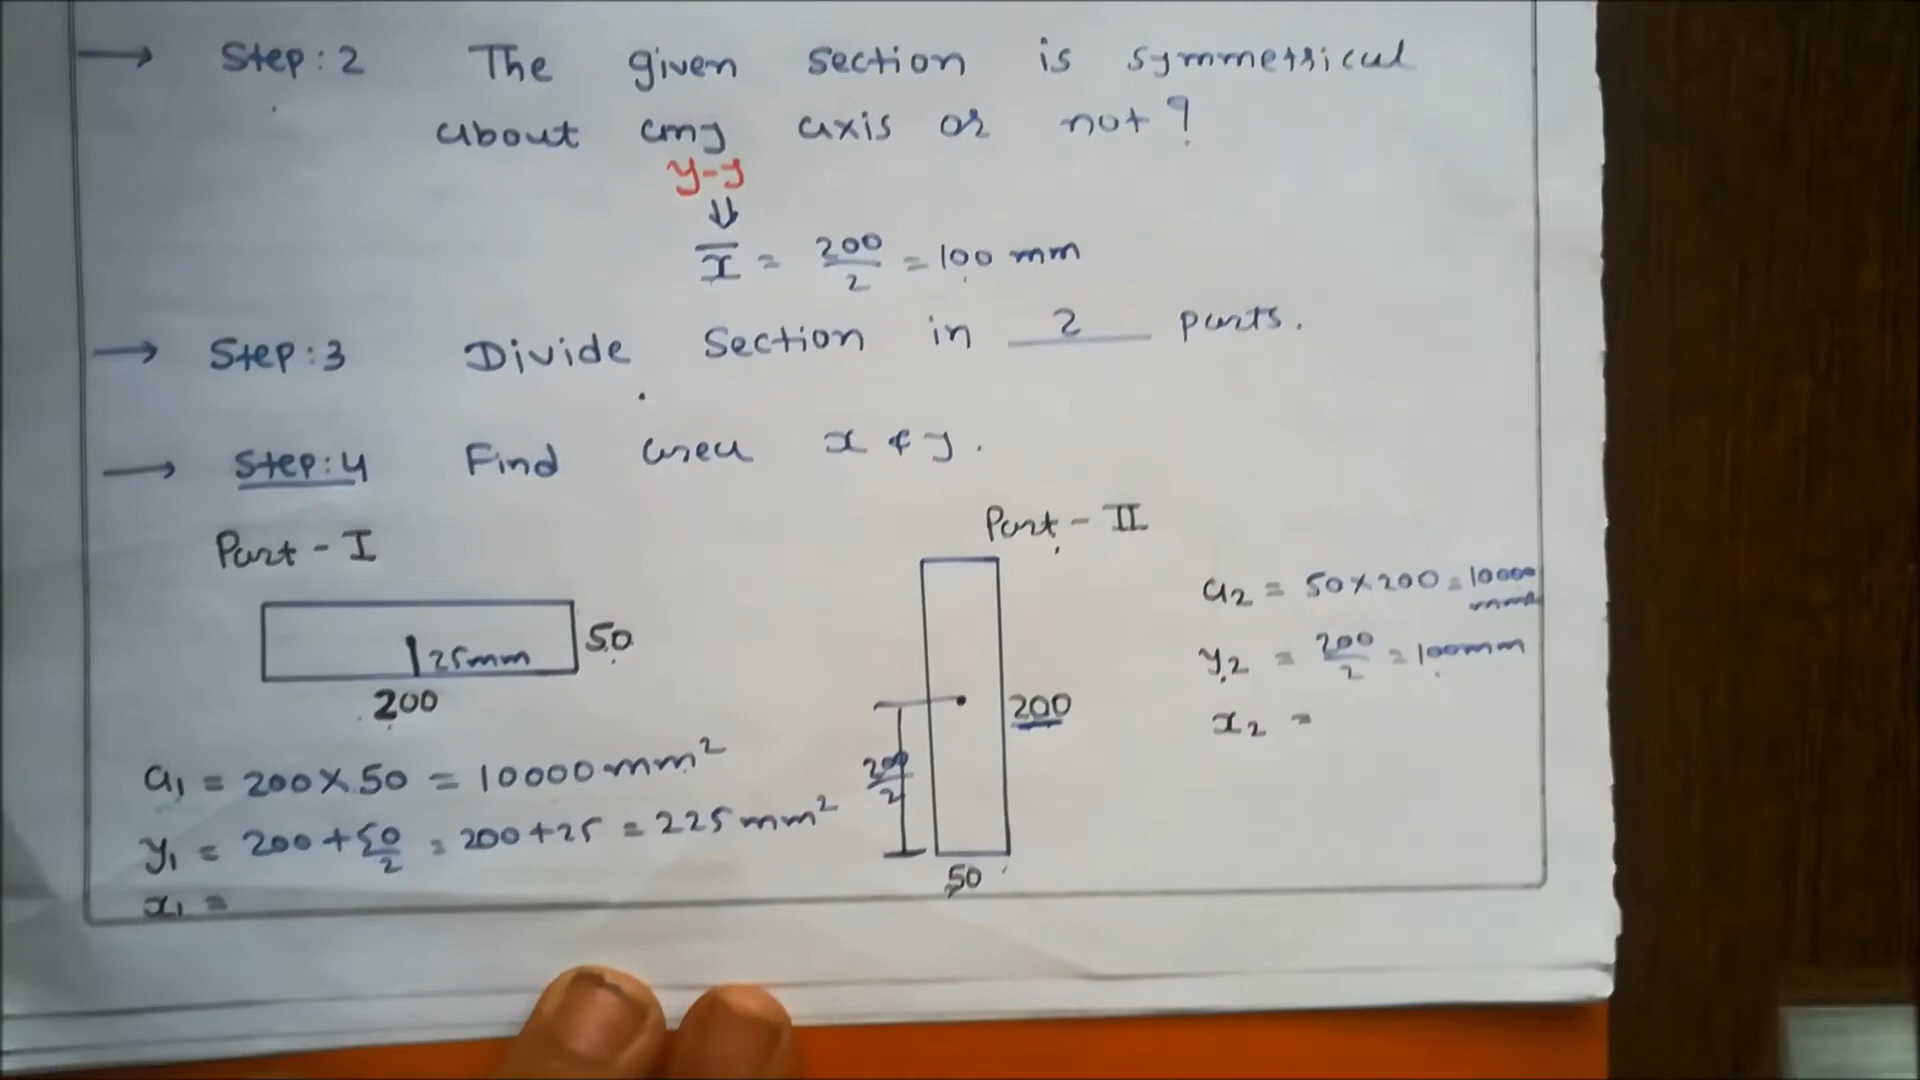 → Step:2 The given section is symmetrical
about any axis or not?
y-y
⇓
x̄ = 200/2 = 100 mm
→ Step:3 Divide section in 2 parts.
→ Step:4 Find area x & y.
Part - I
Part - II
25mm
50
200
200
200/2
50
a1 = 200×50 = 10000mm²
y1 = 200+50/2 = 200+25 = 225mm²
x1 =
a2 = 50×200 = 10000
mm²
y2 = 200/2 = 100mm
x2 =